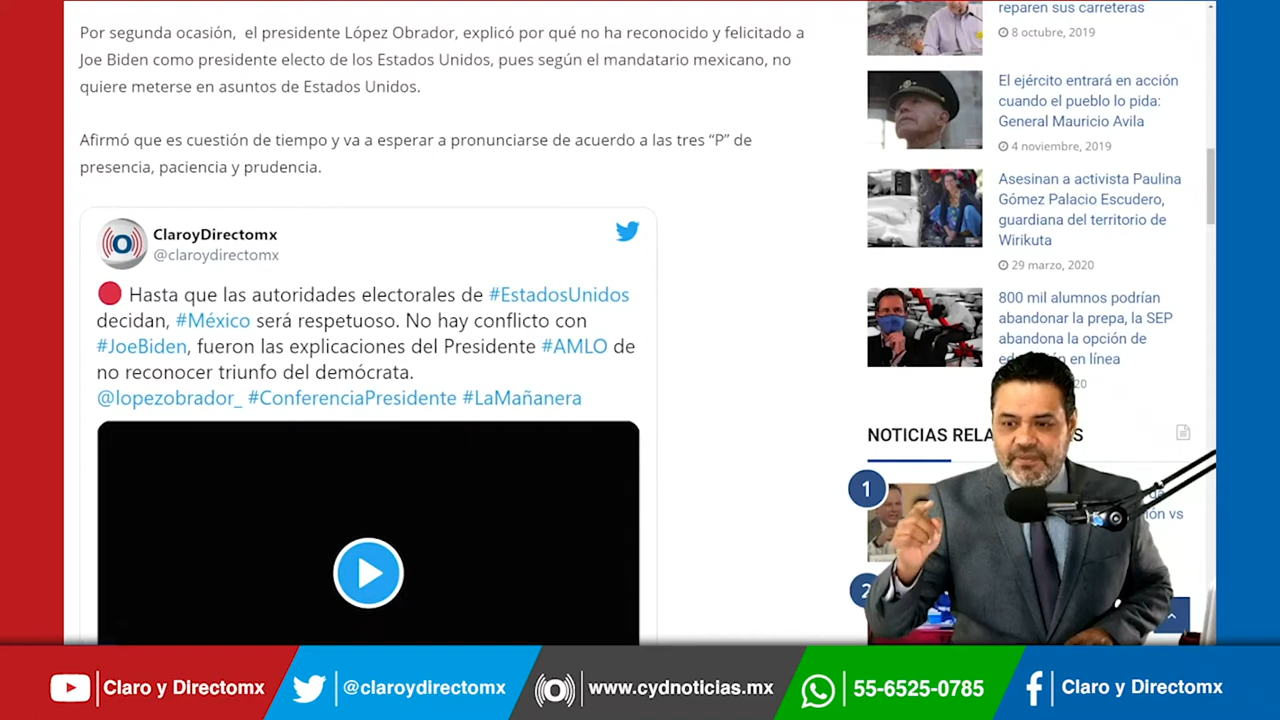 Por segunda ocasión, el presidente López Obrador, explicó por qué no ha reconocido y felicitado a
Joe Biden como presidente electo de los Estados Unidos, pues según el mandatario mexicano, no
quiere meterse en asuntos de Estados Unidos.
Afirmó que es cuestión de tiempo y va a esperar a pronunciarse de acuerdo a las tres “P” de
presencia, paciencia y prudencia.
ClaroyDirectomx
@claroydirectomx
Hasta que las autoridades electorales de #EstadosUnidos
decidan, #México será respetuoso. No hay conflicto con
#JoeBiden, fueron las explicaciones del Presidente #AMLO de
no reconocer triunfo del demócrata.
@lopezobrador_ #ConferenciaPresidente #LaMañanera
reparen sus carreteras
8 octubre, 2019
El ejército entrará en acción
cuando el pueblo lo pida:
General Mauricio Avila
4 noviembre, 2019
Asesinan a activista Paulina
Gómez Palacio Escudero,
guardiana del territorio de
Wirikuta
29 marzo, 2020
800 mil alumnos podrían
abandonar la prepa, la SEP
abandona la opción de
en línea
NOTICIAS
1
vs
2
Claro y Directomx
@claroydirectomx
www.cydnoticias.mx
55-6525-0785
Claro y Directomx